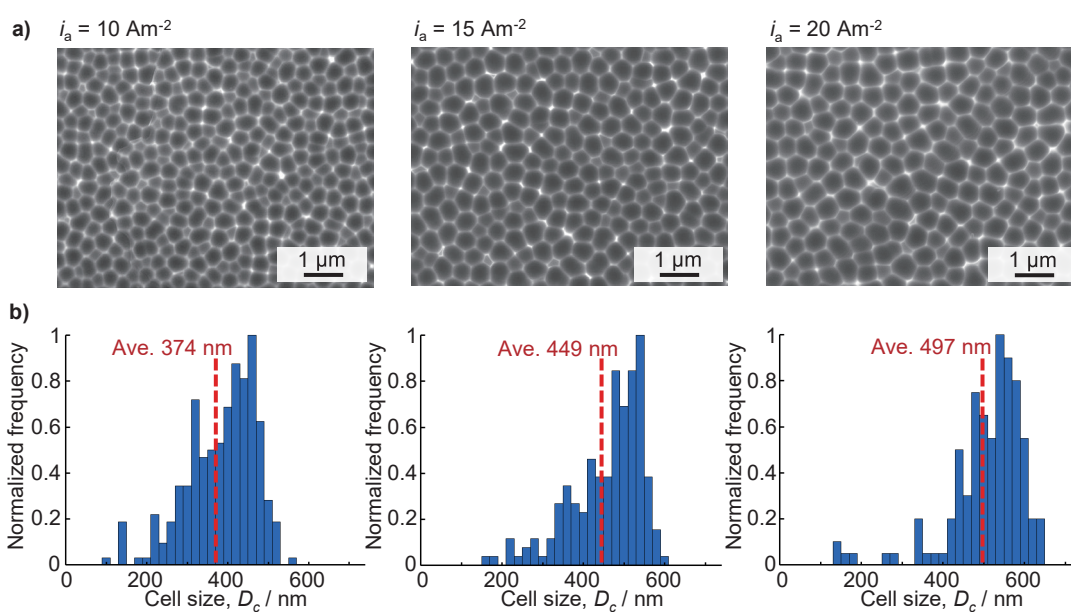 a)
i_a = 10 Am⁻²
i_a = 15 Am⁻²
i_a = 20 Am⁻²
1 µm
1 µm
1 µm
b)
Normalized frequency
1
0.8
0.6
0.4
0.2
0
Ave. 374 nm
0 200 400 600
Cell size, D_c / nm
Normalized frequency
1
0.8
0.6
0.4
0.2
0
Ave. 449 nm
0 200 400 600
Cell size, D_c / nm
Normalized frequency
1
0.8
0.6
0.4
0.2
0
Ave. 497 nm
0 200 400 600
Cell size, D_c / nm